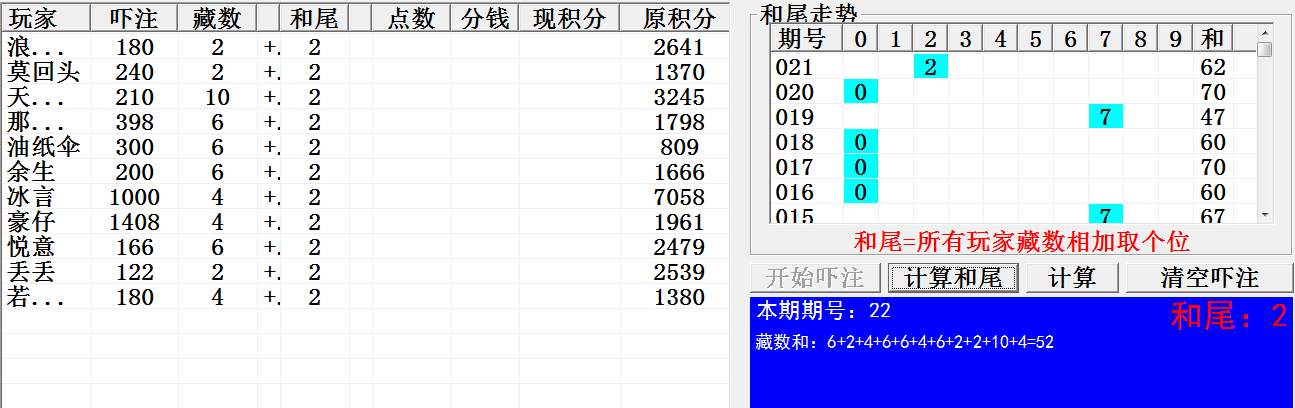 玩家 吓注 藏数 和尾 点数 分钱 现积分 原积分
浪... 180 2 +. 2 2641
莫回头 240 2 +. 2 1370
天... 210 10 +. 2 3245
那... 398 6 +. 2 1798
油纸伞 300 6 +. 2 809
余生 200 6 +. 2 1666
冰言 1000 4 +. 2 7058
豪仔 1408 4 +. 2 1961
悦意 166 6 +. 2 2479
丢丢 122 2 +. 2 2539
若... 180 4 +. 2 1380
和尾走势
期号 0 1 2 3 4 5 6 7 8 9 和
021 2 62
020 0 70
019 7 47
018 0 60
017 0 70
016 0 60
015 7 67
和尾=所有玩家藏数相加取个位
开始吓注 计算和尾 计算 清空吓注
本期期号：22 和尾：2
藏数和：6+2+4+6+6+4+6+2+2+10+4=52